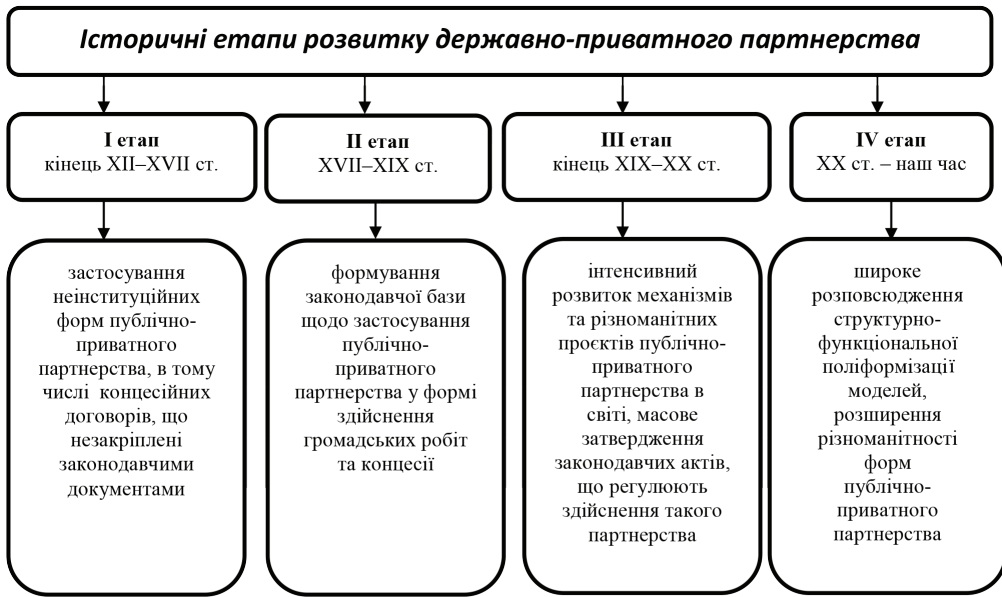 Історичні етапи розвитку державно-приватного партнерства
І етап
кінець XII–XVII ст.
ІІ етап
XVII–XIX ст.
ІІІ етап
кінець XIX–XX ст.
IV етап
XX ст. – наш час
застосування
неінституційних
форм публічно-
приватного
партнерства, в тому
числі концесійних
договорів, що
незакріплені
законодавчими
документами
формування
законодавчої бази
щодо застосування
публічно-
приватного
партнерства у формі
здійснення
громадських робіт
та концесії
інтенсивний
розвиток механізмів
та різноманітних
проєктів публічно-
приватного
партнерства в
світі, масове
затвердження
законодавчих актів,
що регулюють
здійснення такого
партнерства
широке
розповсюдження
структурно-
функціональної
поліформізації
моделей,
розширення
різноманітності
форм
публічно-
приватного
партнерства